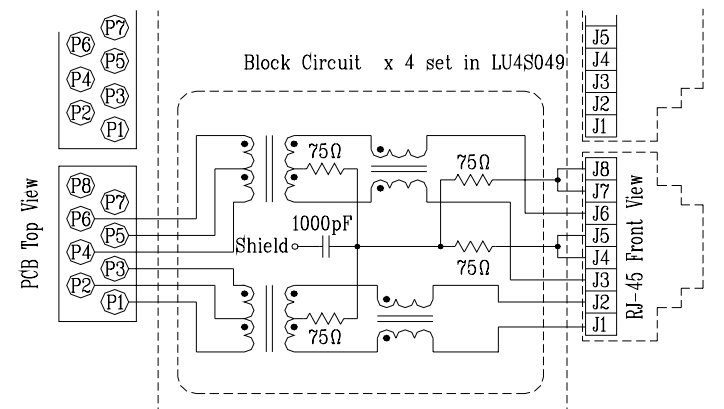 P7
P6
P5
P4
P3
P2
P1
Block Circuit x 4 set in LU4S049
J5
J4
J3
J2
J1
PCB Top View
P8
P7
P6
P5
P4
P3
P2
P1
75Ω
75Ω
1000pF
Shield
75Ω
75Ω
J8
J7
J6
J5
J4
J3
J2
J1
RJ-45 Front View